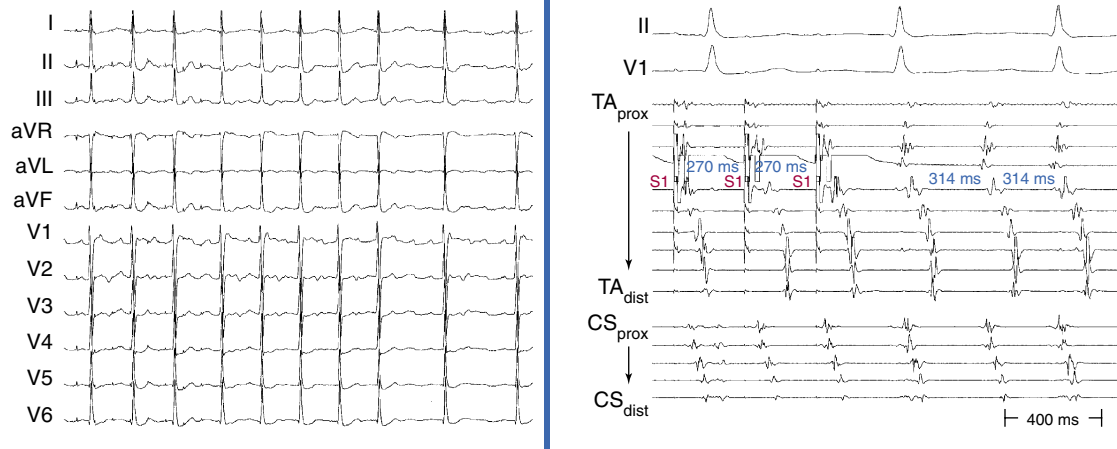 I
II
III
aVR
aVL
aVF
V1
V2
V3
V4
V5
V6
II
V1
TAprox
270 ms 270 ms
S1 S1 S1 314 ms 314 ms
TAdist
CSprox
CSdist
400 ms